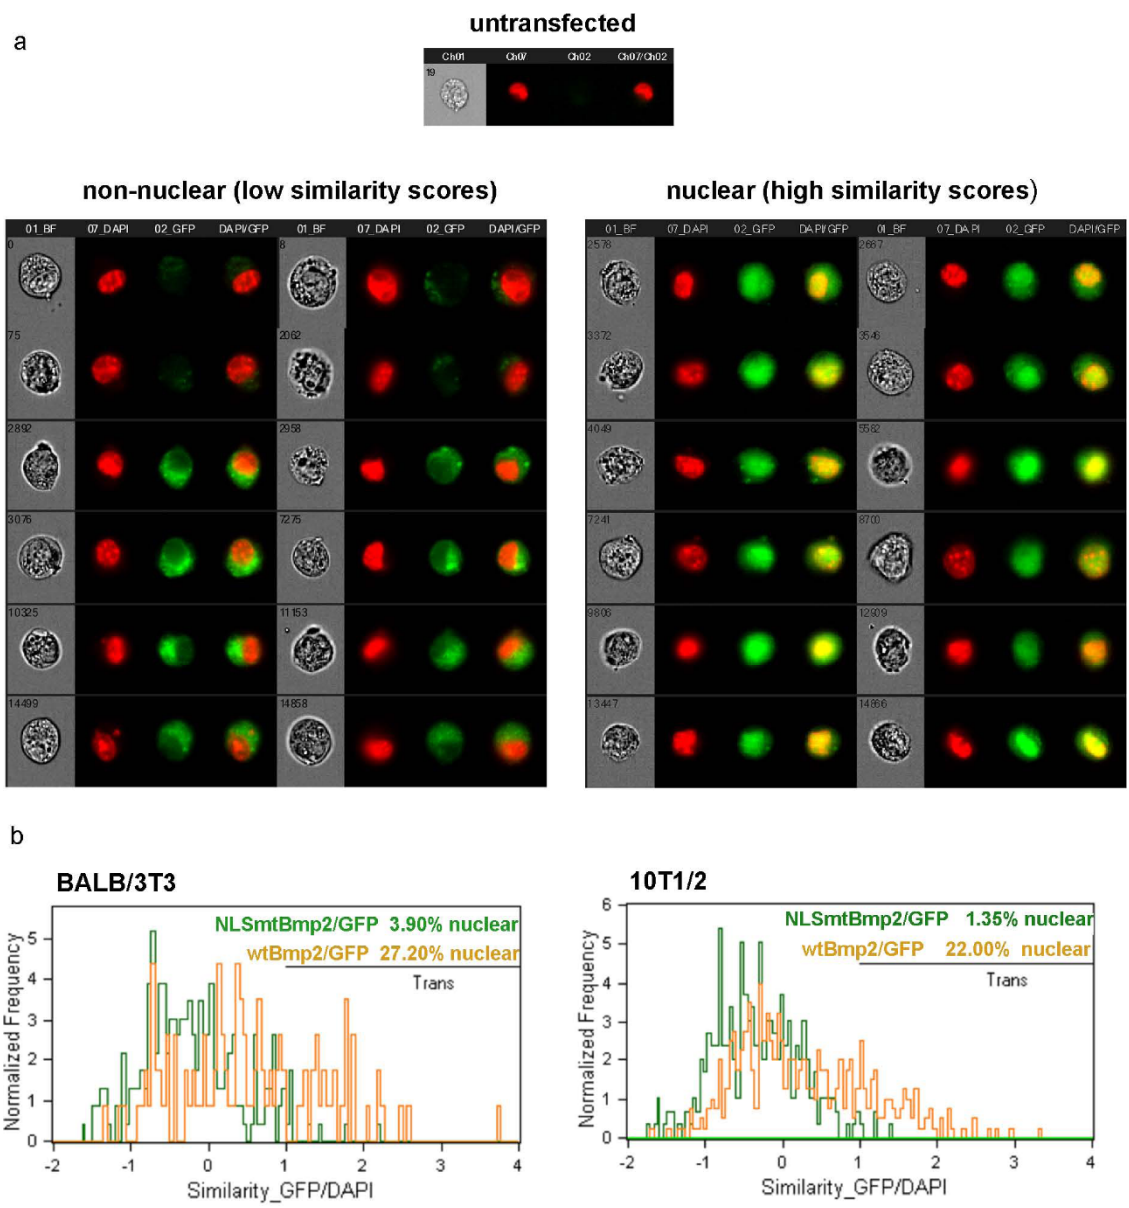 a
untransfected
Ch01 Ch07 Ch02 Ch07/Ch02
19
non-nuclear (low similarity scores)
01_BF 07_DAPI 02_GFP DAPI/GFP 01_BF 07_DAPI 02_GFP DAPI/GFP
0 8
75 2062
2892 2958
3076 7275
10325 11153
14499 14858
nuclear (high similarity scores)
01_BF 07_DAPI 02_GFP DAPI/GFP 01_BF 07_DAPI 02_GFP DAPI/GFP
2576 2667
3372 3546
4049 5562
7241 8700
9806 12909
13447 14866
b
BALB/3T3
NLSmtBmp2/GFP 3.90% nuclear
wtBmp2/GFP 27.20% nuclear
Trans
Normalized Frequency
5
4
3
2
1
0
-2 -1 0 1 2 3 4
Similarity_GFP/DAPI
10T1/2
NLSmtBmp2/GFP 1.35% nuclear
wtBmp2/GFP 22.00% nuclear
Trans
Normalized Frequency
6
5
4
3
2
1
0
-2 -1 0 1 2 3 4
Similarity_GFP/DAPI